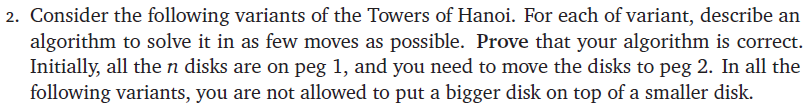 2. Consider the following variants of the Towers of Hanoi. For each of variant, describe an
algorithm to solve it in as few moves as possible. Prove that your algorithm is correct.
Initially, all the n disks are on peg 1, and you need to move the disks to peg 2. In all the
following variants, you are not allowed to put a bigger disk on top of a smaller disk.